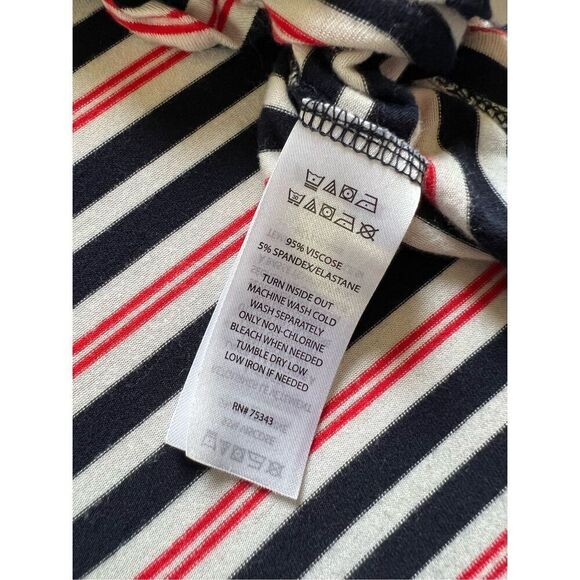 95% VISCOSE
5% SPANDEX/ELASTANE
TURN INSIDE OUT
MACHINE WASH COLD
WASH SEPARATELY
ONLY NON-CHLORINE
BLEACH WHEN NEEDED
TUMBLE DRY LOW
LOW IRON IF NEEDED
RN# 75343